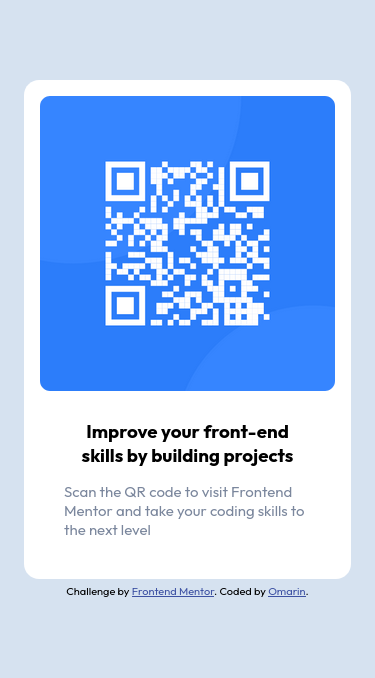 Improve your front-end
skills by building projects
Scan the QR code to visit Frontend
Mentor and take your coding skills to
the next level
Challenge by Frontend Mentor. Coded by Omarin.